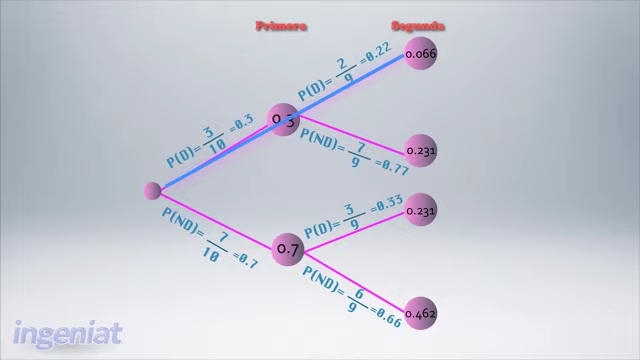 Primera
Segunda
P(D)= 2/9 =0.22
0.066
P(D)= 3/10 =0.3
0.3
P(ND)= 7/9 =0.77
0.231
P(ND)= 7/10 =0.7
0.7
P(D)= 3/9 =0.33
0.231
P(ND)= 6/9 =0.66
0.462
ingeniat